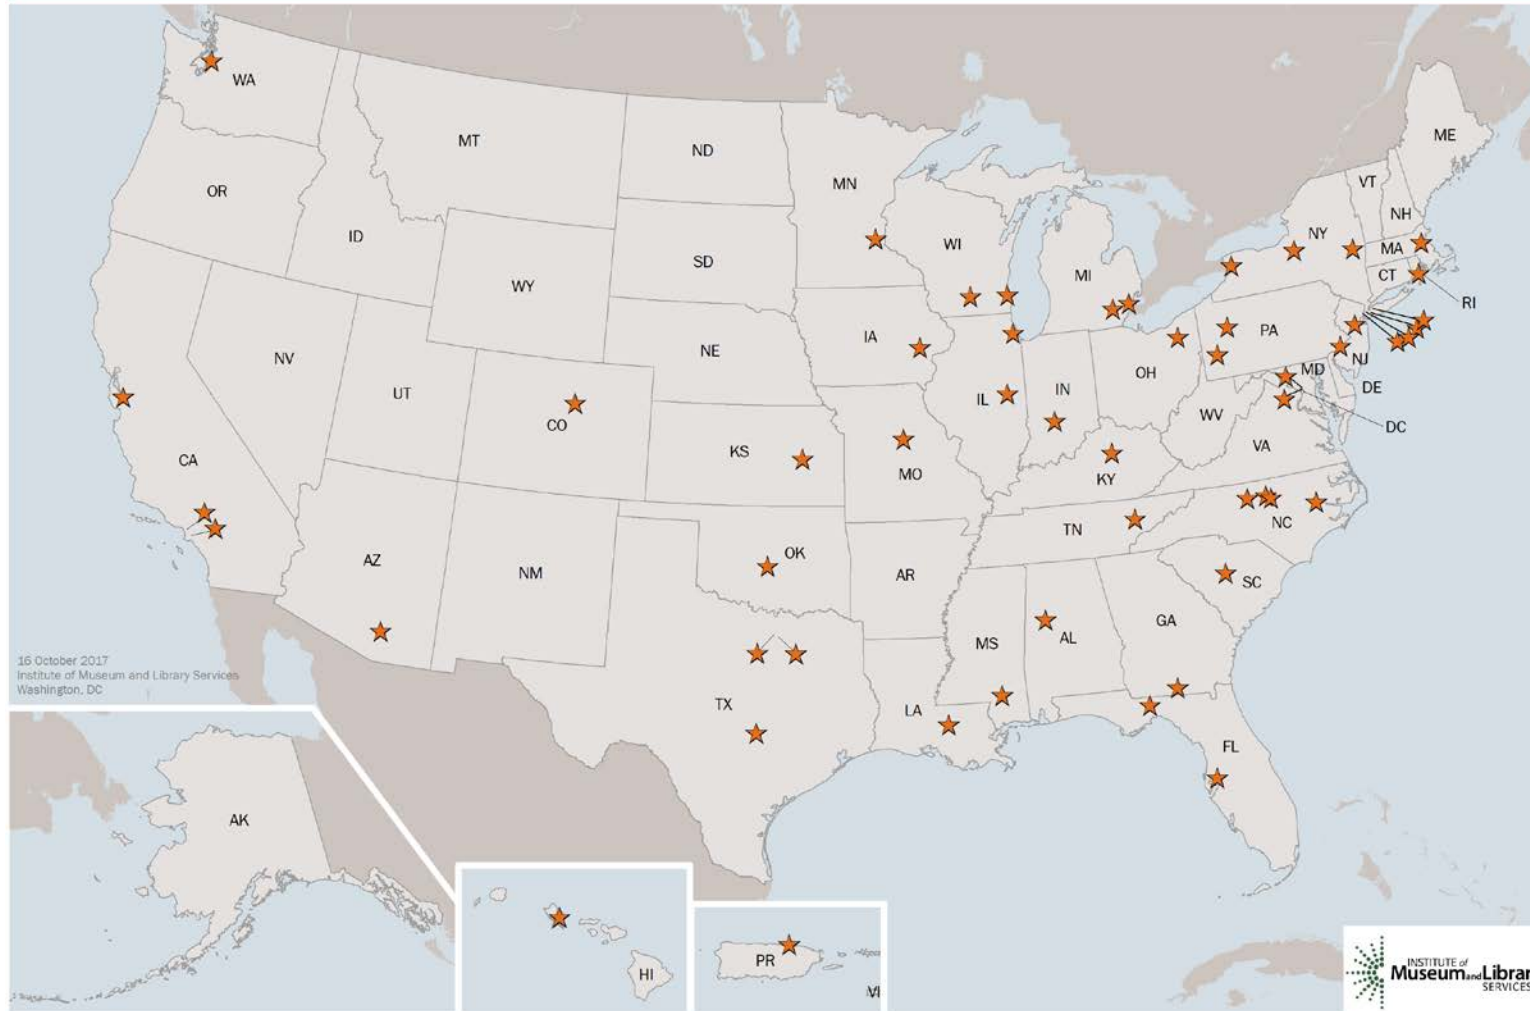 WA
MT
ND
MN
ME
VT
NH
OR
ID
WI
NY
MA
SD
MI
CT
WY
RI
IA
PA
NE
NV
OH
NJ
UT
IL
IN
MD
DE
CO
WV
DC
CA
KS
MO
KY
VA
TN
NC
AZ
NM
OK
AR
SC
GA
MS
AL
16 October 2017
Institute of Museum and Library Services
Washington, DC
TX
LA
FL
AK
HI
PR
VI
INSTITUTE of
Museum and Librar
SERVICES